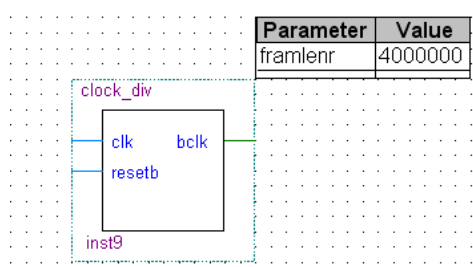 Parameter Value
framlenr 4000000
clock_div
clk bclk
resetb
inst9